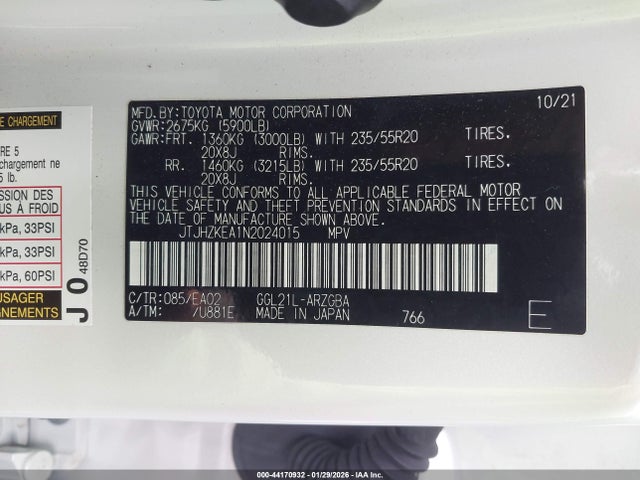 E CHARGEMENT
RE 5
chargement ne
5 lb.
SSION DES
US À FROID
kPa, 33PSI
kPa, 33PSI
kPa, 60PSI
USAGER
GNEMENTS
J 0 48D70
MFD.BY:TOYOTA MOTOR CORPORATION 10/21
GVWR:2675KG (5900LB)
GAWR:FRT. 1360KG (3000LB) WITH 235/55R20 TIRES.
20X8J RIMS.
RR. 1460KG (3215LB) WITH 235/55R20 TIRES.
20X8J RIMS.
THIS VEHICLE CONFORMS TO ALL APPLICABLE FEDERAL MOTOR
VEHICLE SAFETY AND THEFT PREVENTION STANDARDS IN EFFECT ON
THE DATE OF MANUFACTURE SHOWN ABOVE.
JTJHZKEA1N2024015 MPV
C/TR:085/EA02 GGL21L-ARZGBA
A/TM: /U881E MADE IN JAPAN 766 E
000-44170932 - 01/29/2026 - IAA Inc.